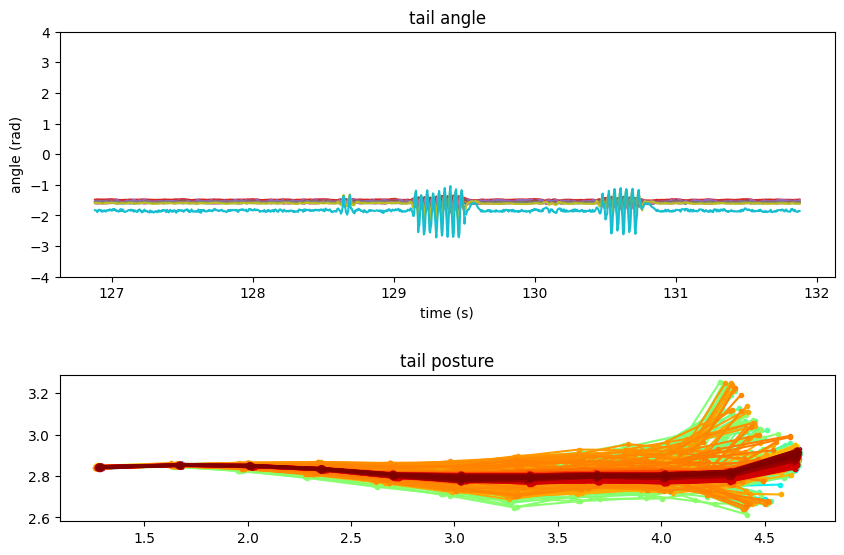 tail angle
4
3
2
1
0
−1
−2
−3
−4
angle (rad)
127 128 129 130 131 132
time (s)
tail posture
3.2
3.0
2.8
2.6
1.5 2.0 2.5 3.0 3.5 4.0 4.5